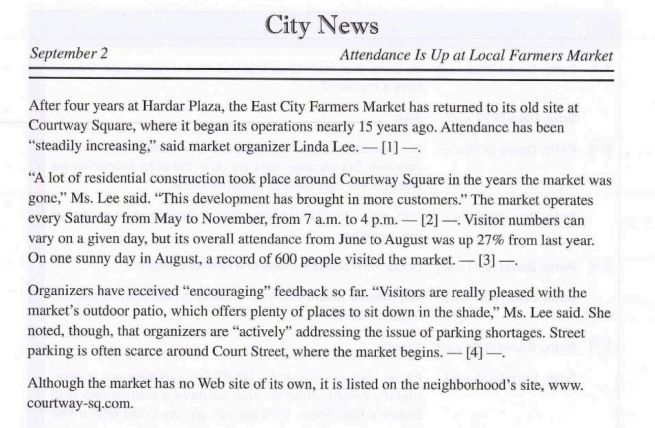 City News
September 2 Attendance Is Up at Local Farmers Market
After four years at Hardar Plaza, the East City Farmers Market has returned to its old site at
Courtway Square, where it began its operations nearly 15 years ago. Attendance has been
“steadily increasing,” said market organizer Linda Lee. — [1] —.
“A lot of residential construction took place around Courtway Square in the years the market was
gone,” Ms. Lee said. “This development has brought in more customers.” The market operates
every Saturday from May to November, from 7 a.m. to 4 p.m. — [2] —. Visitor numbers can
vary on a given day, but its overall attendance from June to August was up 27% from last year.
On one sunny day in August, a record of 600 people visited the market. — [3] —.
Organizers have received “encouraging” feedback so far. “Visitors are really pleased with the
market’s outdoor patio, which offers plenty of places to sit down in the shade,” Ms. Lee said. She
noted, though, that organizers are “actively” addressing the issue of parking shortages. Street
parking is often scarce around Court Street, where the market begins. — [4] —.
Although the market has no Web site of its own, it is listed on the neighborhood’s site, www.
courtway-sq.com.